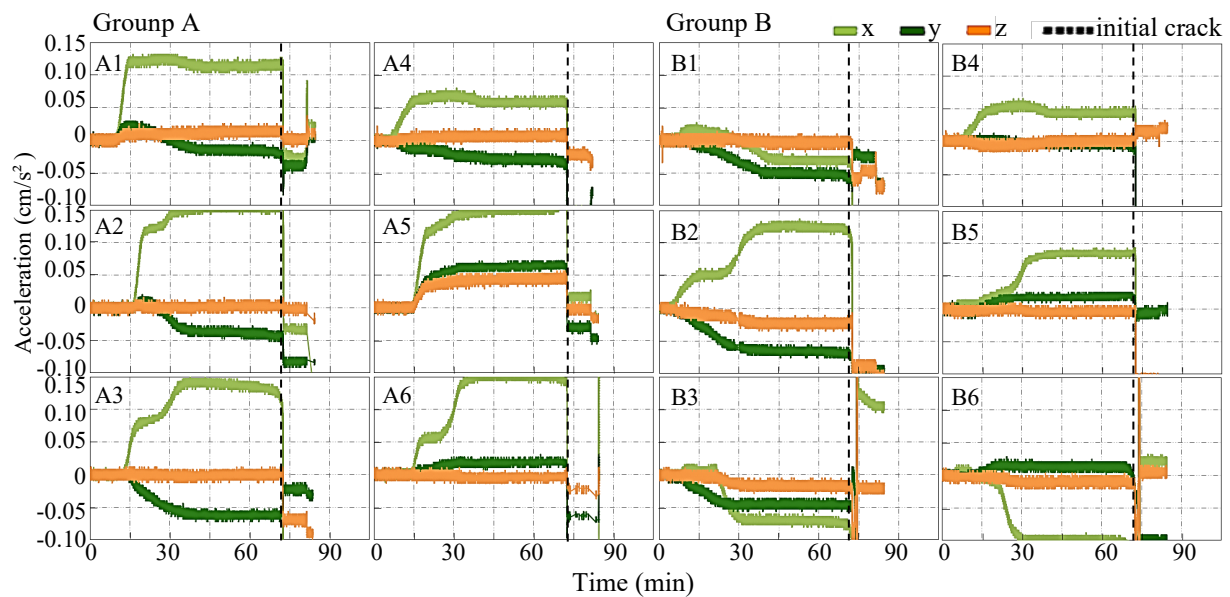 Grounp A
Grounp B
x y z initial crack
Acceleration (cm/s² )
0.15
0.10
0.05
0
-0.05
-0.10
A1
A4
B1
B4
0.15
0.10
0.05
0
-0.05
-0.10
A2
A5
B2
B5
0.15
0.10
0.05
0
-0.05
-0.10
A3
A6
B3
B6
0 30 60 90 0 30 60 90 0 30 60 90 0 30 60 90
Time (min)